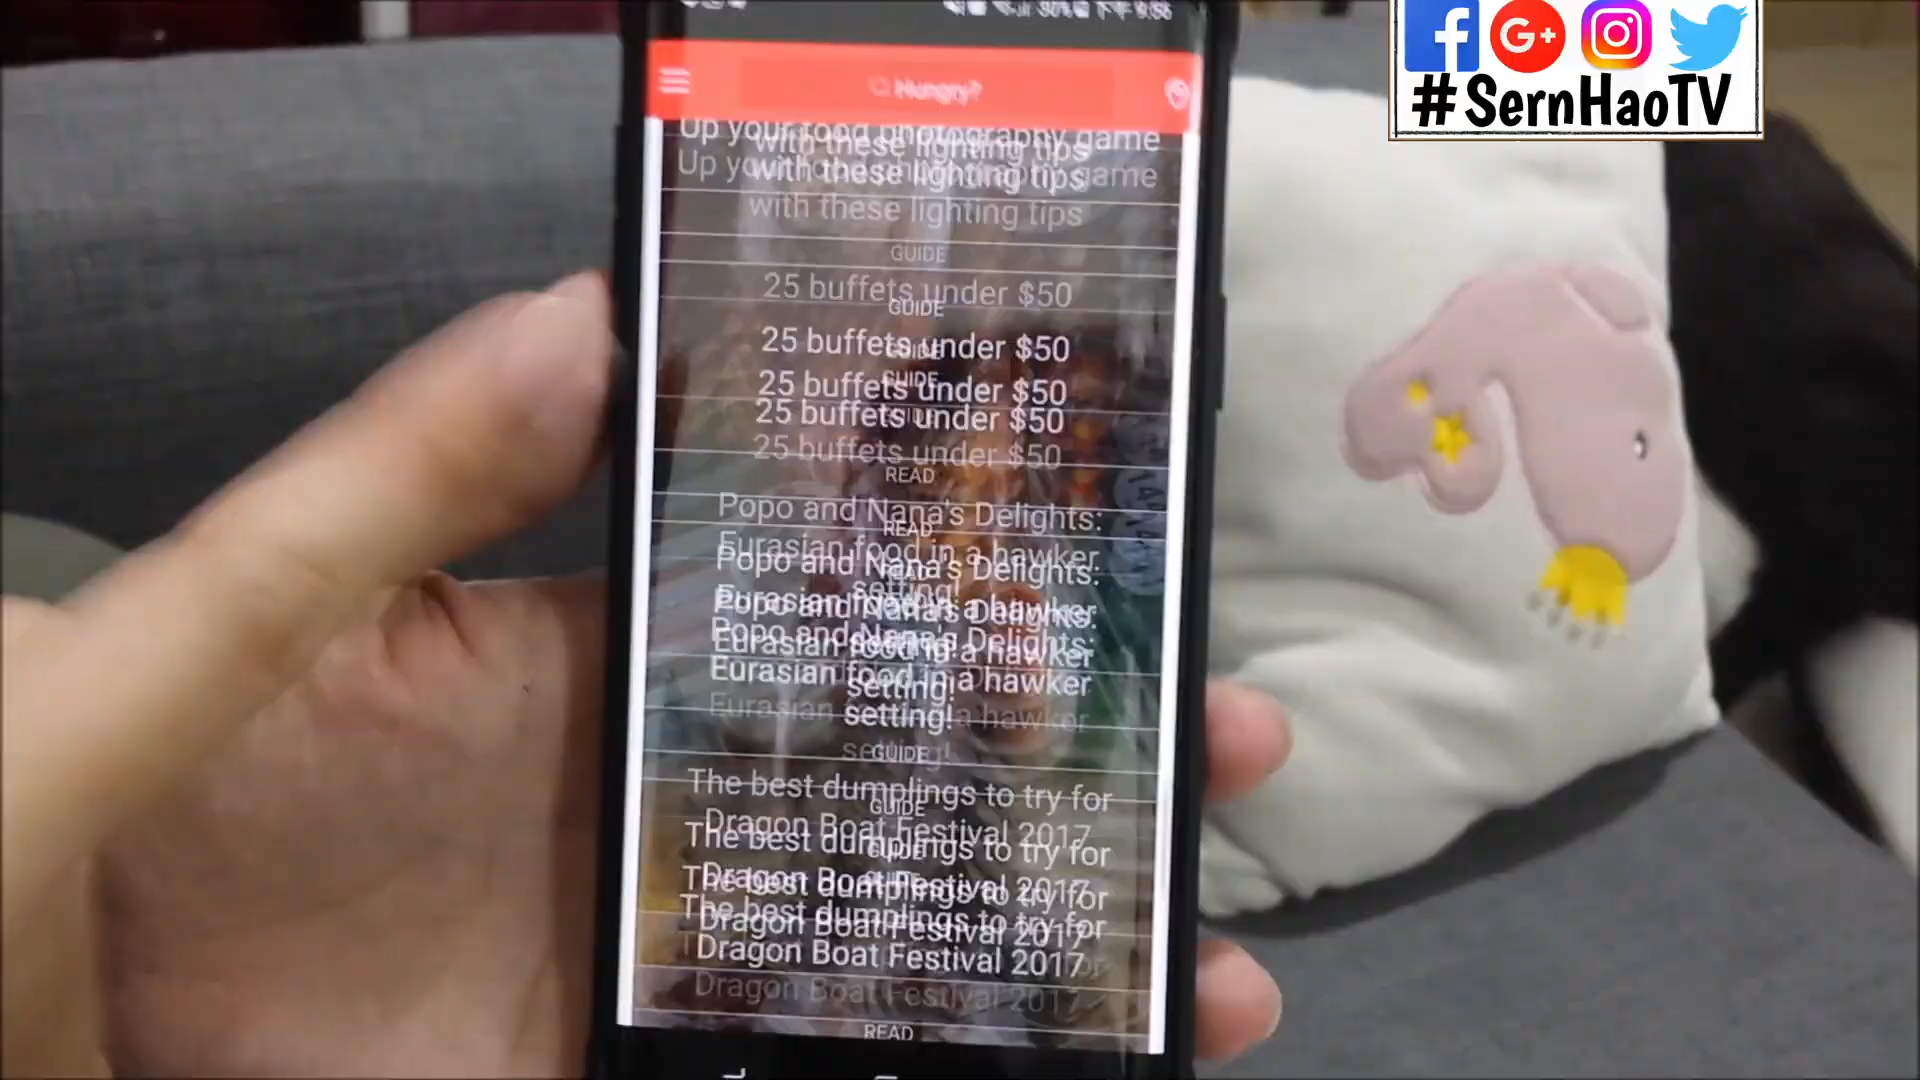 #SernHaoTV
Hungry?
Up your food photography game
with these lighting tips
GUIDE
25 buffets under $50
READ
Popo and Nana's Delights:
Eurasian food in a hawker
setting!
GUIDE
The best dumplings to try for
Dragon Boat Festival 2017
READ